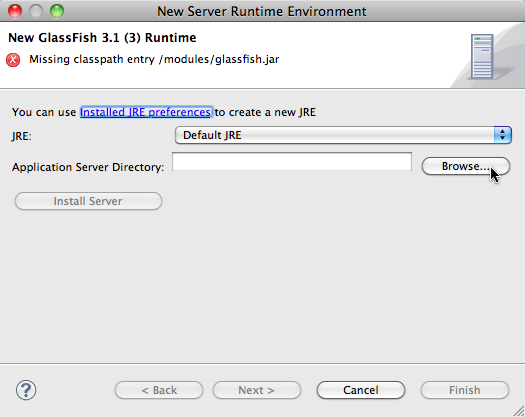 New Server Runtime Environment
New GlassFish 3.1 (3) Runtime
Missing classpath entry /modules/glassfish.jar
You can use Installed JRE preferences to create a new JRE
JRE: Default JRE
Application Server Directory: Browse...
Install Server
? < Back Next > Cancel Finish